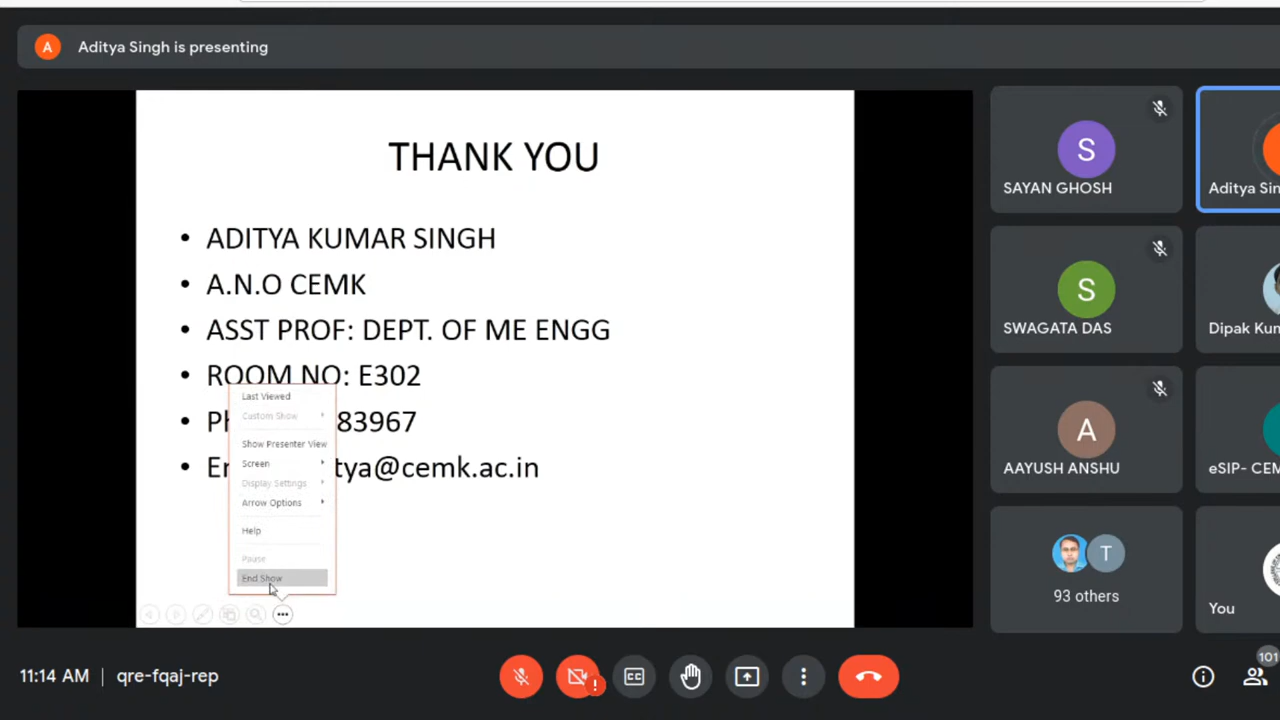 A Aditya Singh is presenting
THANK YOU
• ADITYA KUMAR SINGH
• A.N.O CEMK
• ASST PROF: DEPT. OF ME ENGG
• ROOM NO: E302
83967
tya@cemk.ac.in
Last Viewed
Custom Show
Show Presenter View
Screen
Display Settings
Arrow Options
Help
Pause
End Show
S
SAYAN GHOSH
Aditya Sin
S
SWAGATA DAS
Dipak Kum
A
AAYUSH ANSHU
eSIP- CEM
T
93 others
You
11:14 AM | qre-fqaj-rep
CC
!
101